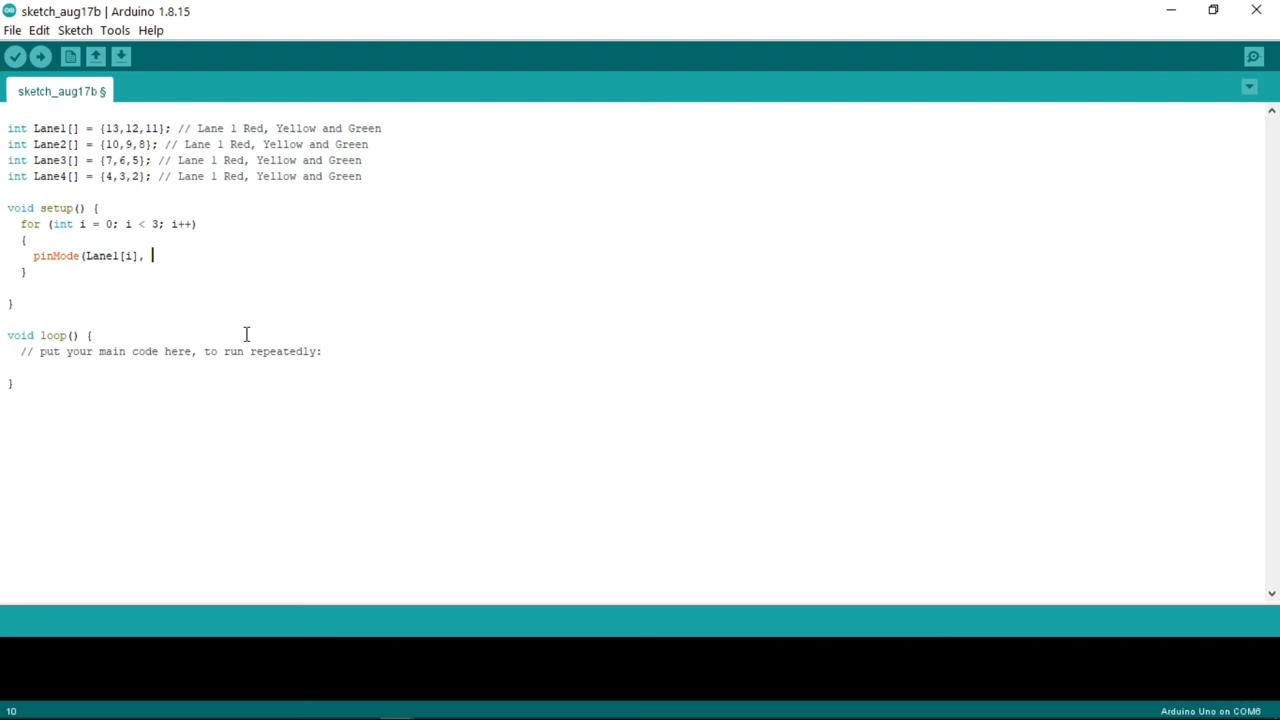 sketch_aug17b | Arduino 1.8.15
File Edit Sketch Tools Help
sketch_aug17b §
int Lane1[] = {13,12,11}; // Lane 1 Red, Yellow and Green
int Lane2[] = {10,9,8}; // Lane 1 Red, Yellow and Green
int Lane3[] = {7,6,5}; // Lane 1 Red, Yellow and Green
int Lane4[] = {4,3,2}; // Lane 1 Red, Yellow and Green
void setup() {
for (int i = 0; i < 3; i++)
{
pinMode(Lane1[i],
}
}
void loop() {
// put your main code here, to run repeatedly:
}
10
Arduino Uno on COM6